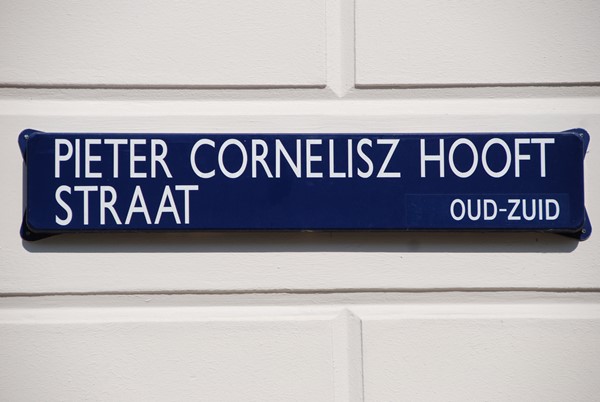 PIETER CORNELISZ HOOFT
STRAAT
OUD-ZUID